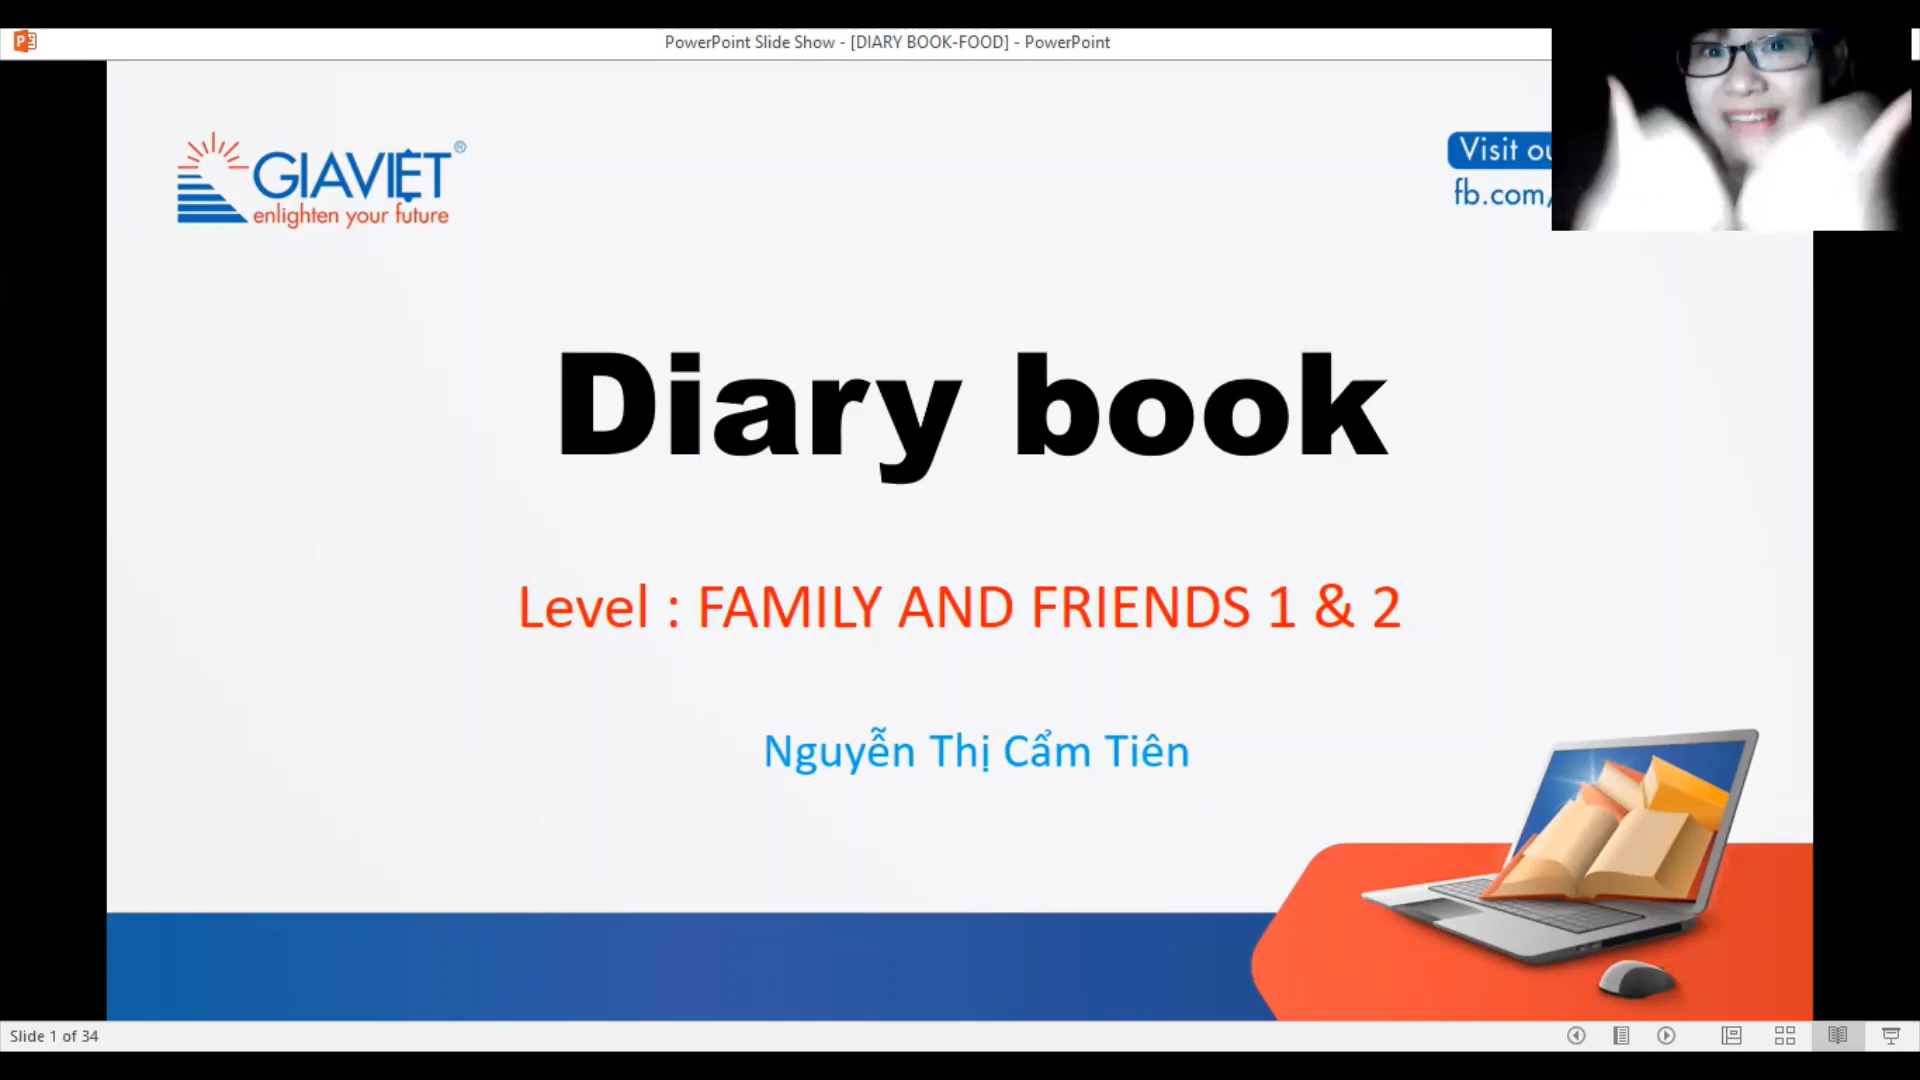 PowerPoint Slide Show - [DIARY BOOK-FOOD] - PowerPoint
GIAVIỆT®
enlighten your future
Visit
fb.com/
Diary book
Level : FAMILY AND FRIENDS 1 & 2
Nguyễn Thị Cẩm Tiên
Slide 1 of 34